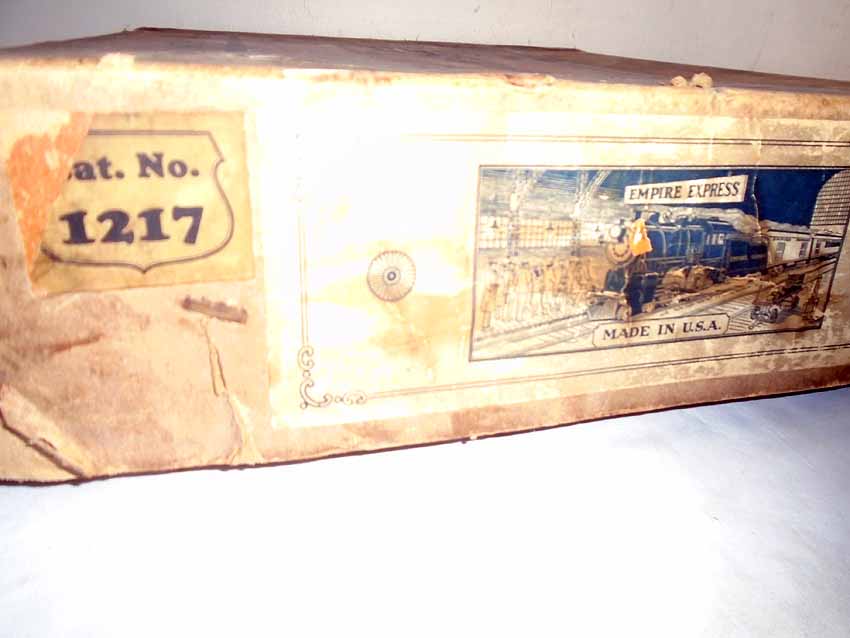 at. No.
1217
EMPIRE EXPRESS
MADE IN U.S.A.